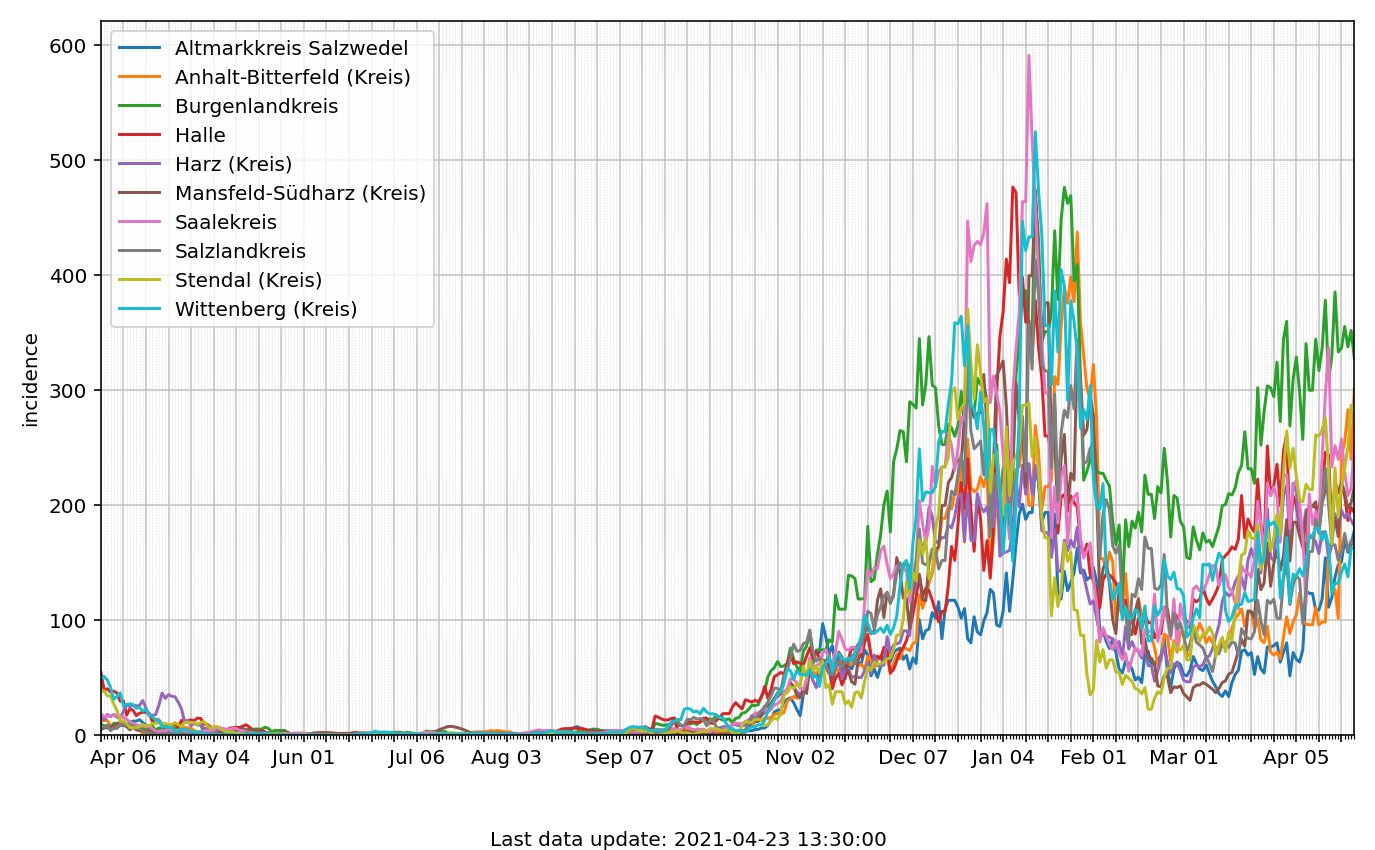 600
500
400
300
200
100
0
incidence
Altmarkkreis Salzwedel
Anhalt-Bitterfeld (Kreis)
Burgenlandkreis
Halle
Harz (Kreis)
Mansfeld-Südharz (Kreis)
Saalekreis
Salzlandkreis
Stendal (Kreis)
Wittenberg (Kreis)
Apr 06 May 04 Jun 01 Jul 06 Aug 03 Sep 07 Oct 05 Nov 02 Dec 07 Jan 04 Feb 01 Mar 01 Apr 05
Last data update: 2021-04-23 13:30:00